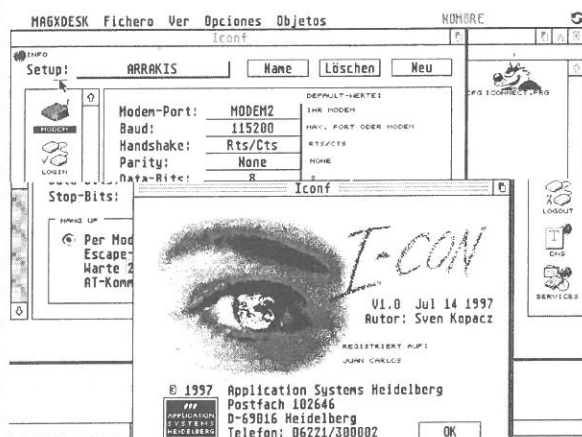 MAGXDESK Fichero Ver Opciones Objetos NOMBRE
Iconf
INFO
Setup: ARRAKIS Name Löschen Neu
DEFAULT-WERTE:
Modem-Port: MODEM2 IHR MODEM
Baud: 115200 MAX. PORT ODER MODEM
Handshake: Rts/Cts RTS/CTS
Parity: None NONE
Data-Bits: 8
Stop-Bits:
MODEM
LOGIN
HANG UP
Per Mod
Escape-
Warte 2
AT-Komm
ICONNECT.PRG
LOGOUT
DNS
SERVICES
Iconf
I-CON
V1.0 Jul 14 1997
Autor: Sven Kopacz
REGISTRIERT AUF:
JUAN CARLOS
© 1997 Application Systems Heidelberg
Postfach 102646
D-69016 Heidelberg
Telefon: 06221/300002
APPLICATION
SYSTEMS
HEIDELBERG
OK